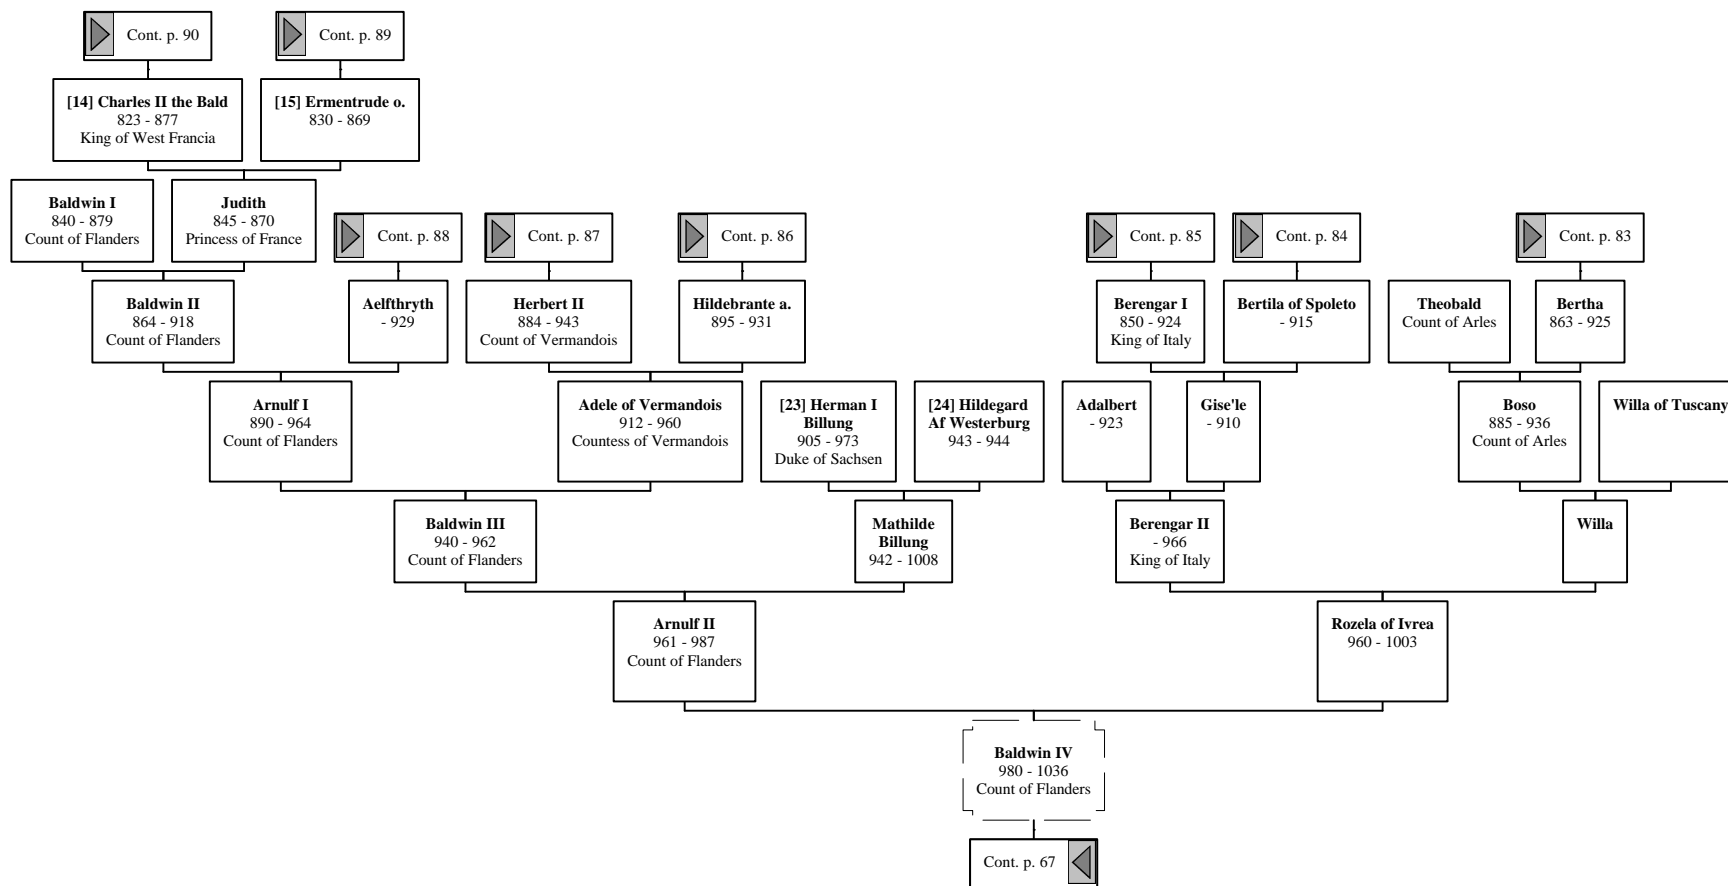 Cont. p. 90
Cont. p. 89
[14] Charles II the Bald
823 - 877
King of West Francia
[15] Ermentrude o.
830 - 869
Baldwin I
840 - 879
Count of Flanders
Judith
845 - 870
Princess of France
Cont. p. 88
Cont. p. 87
Cont. p. 86
Cont. p. 85
Cont. p. 84
Cont. p. 83
Baldwin II
864 - 918
Count of Flanders
Aelfthryth
- 929
Herbert II
884 - 943
Count of Vermandois
Hildebrante a.
895 - 931
Berengar I
850 - 924
King of Italy
Bertila of Spoleto
- 915
Theobald
Count of Arles
Bertha
863 - 925
Arnulf I
890 - 964
Count of Flanders
Adele of Vermandois
912 - 960
Countess of Vermandois
[23] Herman I
Billung
905 - 973
Duke of Sachsen
[24] Hildegard
Af Westerburg
943 - 944
Adalbert
- 923
Gise'le
- 910
Boso
885 - 936
Count of Arles
Willa of Tuscany
Baldwin III
940 - 962
Count of Flanders
Mathilde
Billung
942 - 1008
Berengar II
- 966
King of Italy
Willa
Arnulf II
961 - 987
Count of Flanders
Rozela of Ivrea
960 - 1003
Baldwin IV
980 - 1036
Count of Flanders
Cont. p. 67